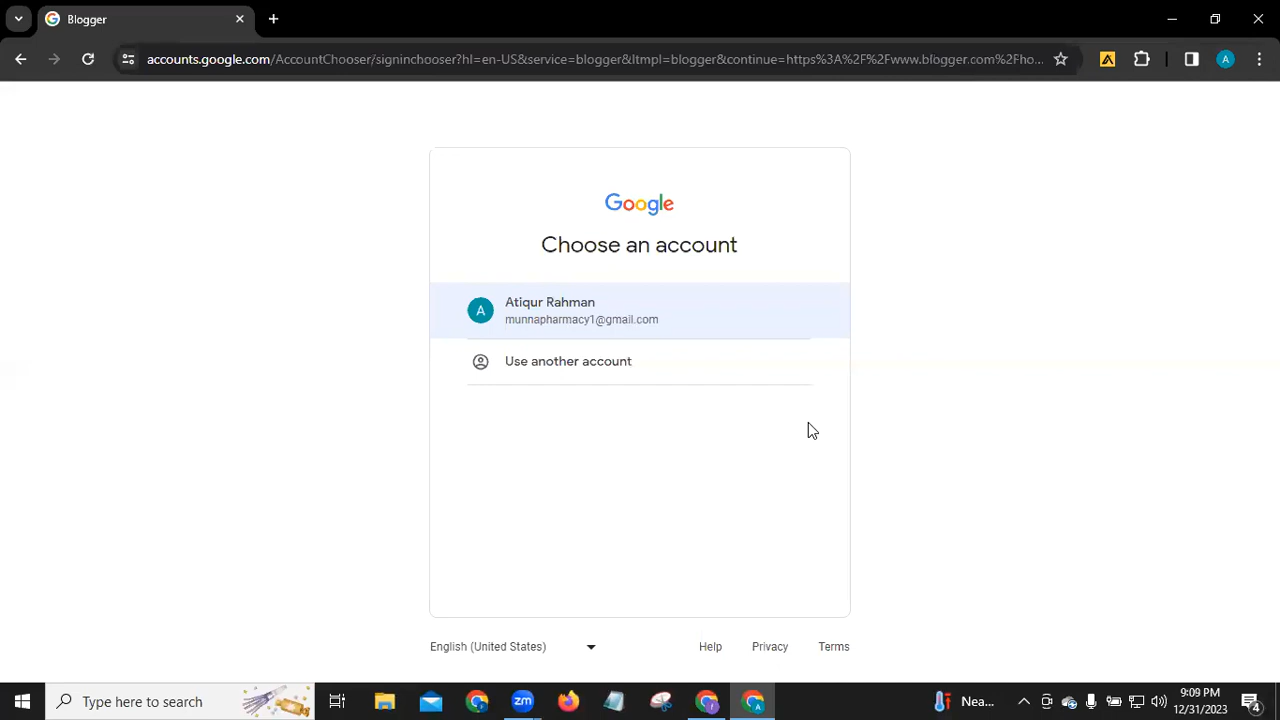 Blogger
accounts.google.com/AccountChooser/signinchooser?hl=en-US&service=blogger&ltmpl=blogger&continue=https%3A%2F%2Fwww.blogger.com%2Fho...
A
Google
Choose an account
A
Atiqur Rahman
munnapharmacy1@gmail.com
Use another account
English (United States)
Help
Privacy
Terms
Type here to search
zm
Nea...
9:09 PM
12/31/2023
4